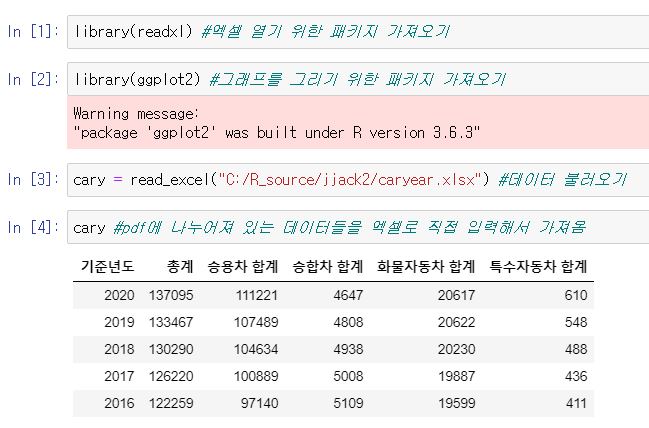 In [1]: library(readxl) #엑셀 열기 위한 패키지 가져오기
In [2]: library(ggplot2) #그래프를 그리기 위한 패키지 가져오기
Warning message:
"package 'ggplot2' was built under R version 3.6.3"
In [3]: cary = read_excel("C:/R_source/jjack2/caryear.xlsx") #데이터 불러오기
In [4]: cary #pdf에 나누어져 있는 데이터들을 엑셀로 직접 입력해서 가져옴
기준년도 총계 승용차 합계 승합차 합계 화물자동차 합계 특수자동차 합계
2020 137095 111221 4647 20617 610
2019 133467 107489 4808 20622 548
2018 130290 104634 4938 20230 488
2017 126220 100889 5008 19887 436
2016 122259 97140 5109 19599 411